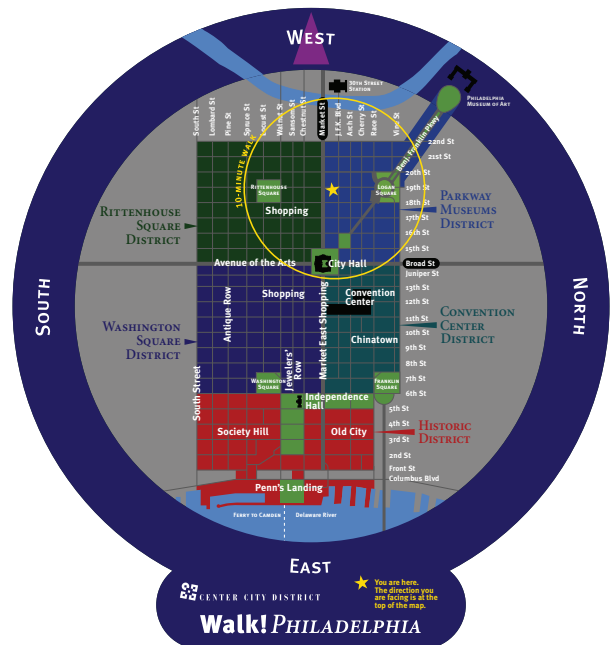 WEST
30TH STREET
STATION
PHILADELPHIA
MUSEUM OF ART
South St
Lombard St
Pine St
Spruce St
Locust St
Walnut St
Sansom St
Chestnut St
Market St
J.F.K. Blvd
Arch St
Cherry St
Race St
Vine St
Benj. Franklin Pkwy
10-MINUTE WALK
22nd St
21st St
20th St
19th St
18th St
17th St
16th St
15th St
Broad St
Juniper St
13th St
12th St
11th St
10th St
9th St
8th St
7th St
6th St
5th St
4th St
3rd St
2nd St
Front St
Columbus Blvd
RITTENHOUSE
SQUARE
LOGAN
SQUARE
Shopping
RITTENHOUSE
SQUARE
DISTRICT
PARKWAY
MUSEUMS
DISTRICT
Avenue of the Arts
City Hall
SOUTH
NORTH
Shopping
Convention
Center
Antique Row
Market East Shopping
Chinatown
WASHINGTON
SQUARE
DISTRICT
CONVENTION
CENTER
DISTRICT
South Street
WASHINGTON
SQUARE
Jewelers'
Row
FRANKLIN
SQUARE
Independence
Hall
Society Hill
Old City
HISTORIC
DISTRICT
Penn's Landing
FERRY TO CAMDEN
DELAWARE RIVER
EAST
CENTER CITY DISTRICT
You are here.
The direction you
are facing is at the
top of the map.
Walk! PHILADELPHIA